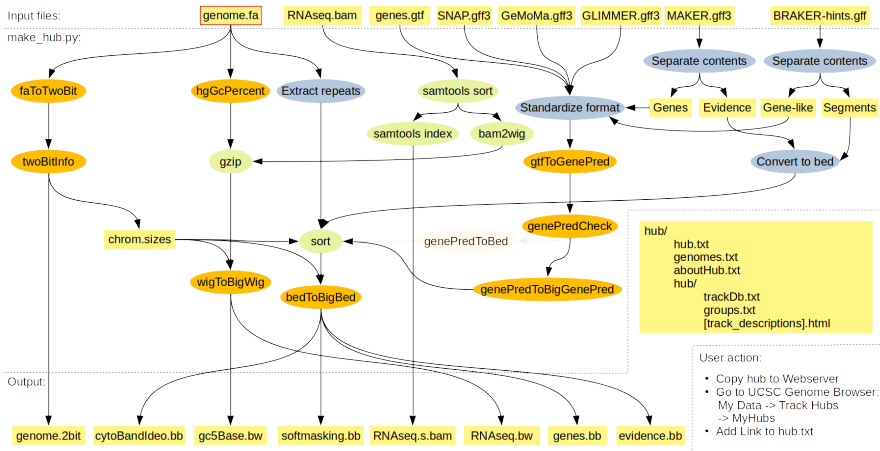 Input files:
genome.fa
RNAseq.bam
genes.gtf
SNAP.gff3
GeMoMa.gff3
GLIMMER.gff3
MAKER.gff3
BRAKER-hints.gff
make_hub.py:
Separate contents
Separate contents
faToTwoBit
hgGcPercent
Extract repeats
samtools sort
Standardize format
Genes
Evidence
Gene-like
Segments
samtools index
bam2wig
twoBitInfo
gzip
gtfToGenePred
Convert to bed
chrom.sizes
sort
genePredToBed
genePredCheck
wigToBigWig
bedToBigBed
genePredToBigGenePred
hub/
hub.txt
genomes.txt
aboutHub.txt
hub/
trackDb.txt
groups.txt
[track_descriptions].html
Output:
genome.2bit
cytoBandIdeo.bb
gc5Base.bw
softmasking.bb
RNAseq.s.bam
RNAseq.bw
genes.bb
evidence.bb
User action:
• Copy hub to Webserver
• Go to UCSC Genome Browser:
My Data -> Track Hubs
-> MyHubs
• Add Link to hub.txt